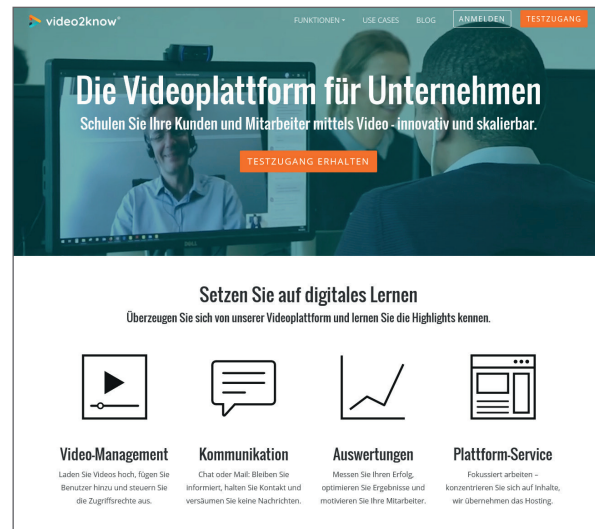 video2know®
FUNKTIONEN
USE CASES
BLOG
ANMELDEN
TESTZUGANG
Die Videoplattform für Unternehmen
Schulen Sie Ihre Kunden und Mitarbeiter mittels Video - innovativ und skalierbar.
TESTZUGANG ERHALTEN
DELL
Setzen Sie auf digitales Lernen
Überzeugen Sie sich von unserer Videoplattform und lernen Sie die Highlights kennen.
Video-Management
Laden Sie Videos hoch, fügen Sie
Benutzer hinzu und steuern Sie
die Zugriffsrechte aus.
Kommunikation
Chat oder Mail: Bleiben Sie
informiert, halten Sie Kontakt und
versäumen Sie keine Nachrichten.
Auswertungen
Messen Sie Ihren Erfolg,
optimieren Sie Ergebnisse und
motivieren Sie Ihre Mitarbeiter.
Plattform-Service
Fokussiert arbeiten –
konzentrieren Sie sich auf Inhalte,
wir übernehmen das Hosting.